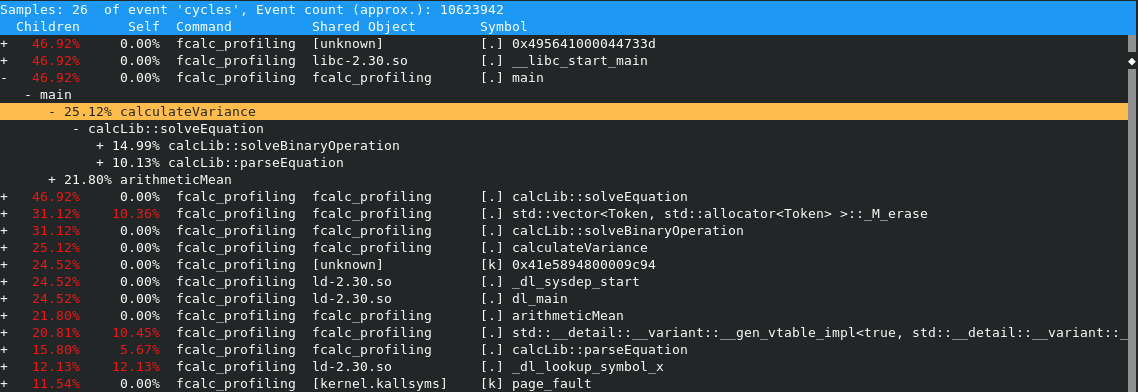 Samples: 26  of event 'cycles', Event count (approx.): 10623942
  Children      Self  Command         Shared Object        Symbol
+   46.92%     0.00%  fcalc_profiling  [unknown]           [.] 0x495641000044733d
+   46.92%     0.00%  fcalc_profiling  libc-2.30.so        [.] __libc_start_main
-   46.92%     0.00%  fcalc_profiling  fcalc_profiling     [.] main
   - main
      - 25.12% calculateVariance
         - calcLib::solveEquation
            + 14.99% calcLib::solveBinaryOperation
            + 10.13% calcLib::parseEquation
      + 21.80% arithmeticMean
+   46.92%     0.00%  fcalc_profiling  fcalc_profiling     [.] calcLib::solveEquation
+   31.12%    10.36%  fcalc_profiling  fcalc_profiling     [.] std::vector<Token, std::allocator<Token> >::_M_erase
+   31.12%     0.00%  fcalc_profiling  fcalc_profiling     [.] calcLib::solveBinaryOperation
+   25.12%     0.00%  fcalc_profiling  fcalc_profiling     [.] calculateVariance
+   24.52%     0.00%  fcalc_profiling  [unknown]           [k] 0x41e5894800009c94
+   24.52%     0.00%  fcalc_profiling  ld-2.30.so          [.] _dl_sysdep_start
+   24.52%     0.00%  fcalc_profiling  ld-2.30.so          [.] dl_main
+   21.80%     0.00%  fcalc_profiling  fcalc_profiling     [.] arithmeticMean
+   20.81%    10.45%  fcalc_profiling  fcalc_profiling     [.] std::__detail::__variant::__gen_vtable_impl<true, std::__detail::__variant::_
+   15.80%     5.67%  fcalc_profiling  fcalc_profiling     [.] calcLib::parseEquation
+   12.13%    12.13%  fcalc_profiling  ld-2.30.so          [.] _dl_lookup_symbol_x
+   11.54%     0.00%  fcalc_profiling  [kernel.kallsyms]   [k] page_fault